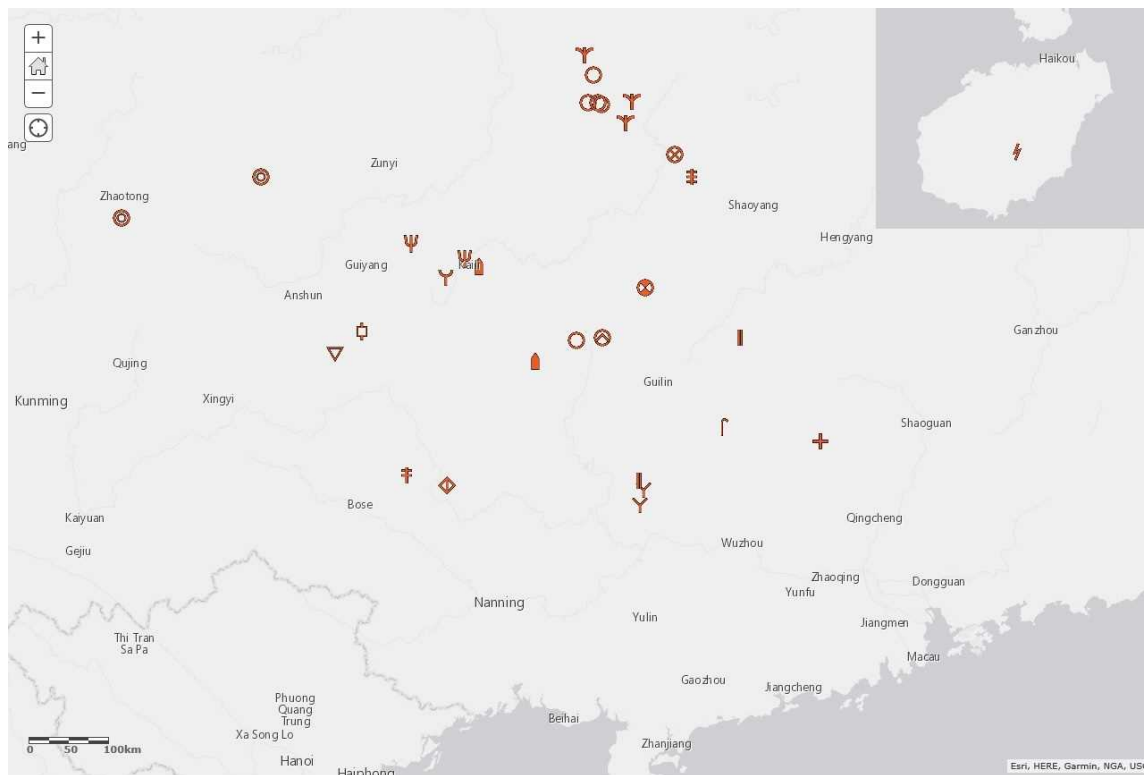 +
Haikou
ang
Zunyi
Zhaotong
Shaoyang
Hengyang
Guiyang
Kaili
Anshun
Ganzhou
Qujing
Guilin
Kunming
Xingyi
Shaoguan
Bose
Kaiyuan
Qingcheng
Gejiu
Wuzhou
Zhaoqing
Dongguan
Yunfu
Nanning
Yulin
Jiangmen
Thi Tran
Sa Pa
Macau
Gaozhou
Jiangcheng
Phuong
Quang
Trung
Beihai
Xa Song Lo
Zhanjiang
0 50 100km
Hanoi
Haiphong
Esri, HERE, Garmin, NGA, USG